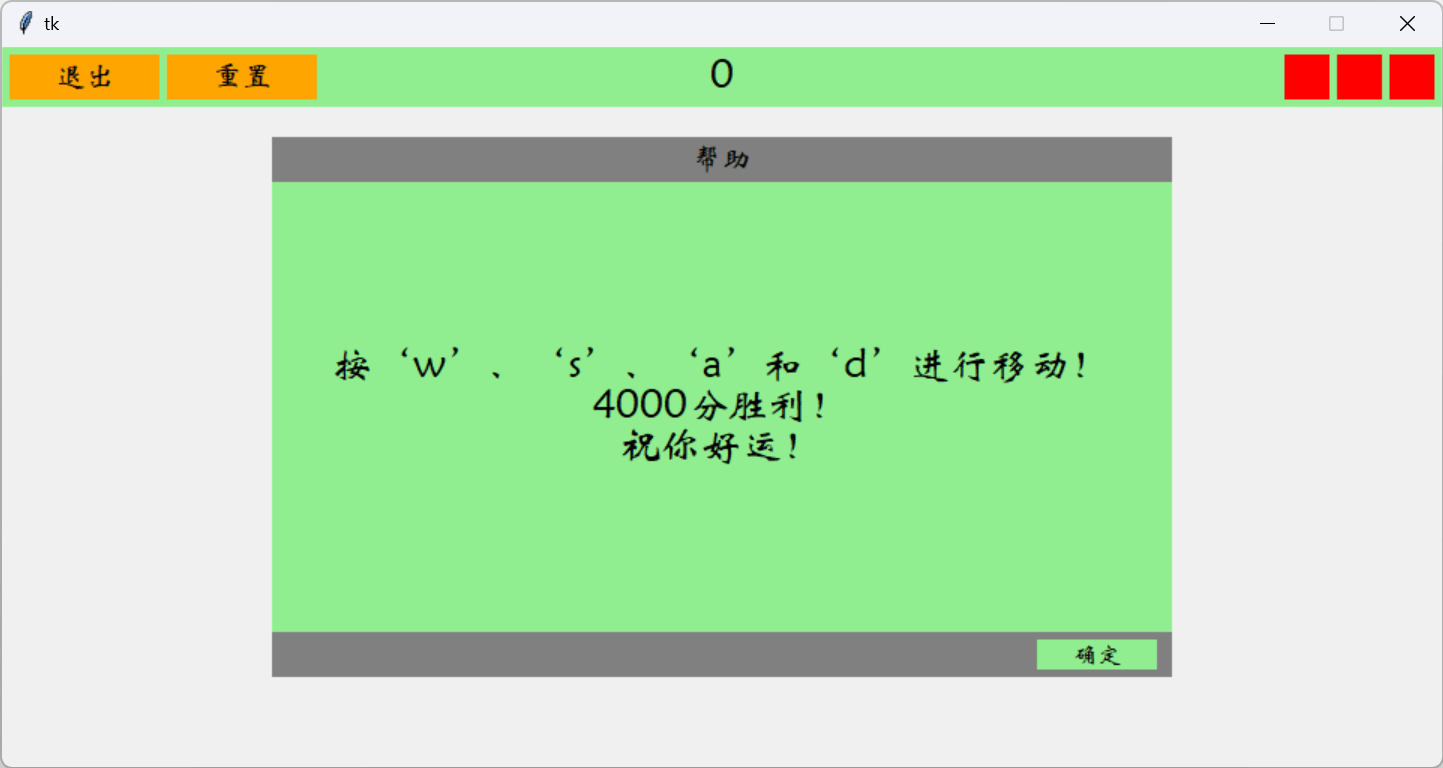 tk
退出 重置 0
帮助
按‘w’、‘s’、‘a’和‘d’进行移动！
4000分胜利！
祝你好运！
确定